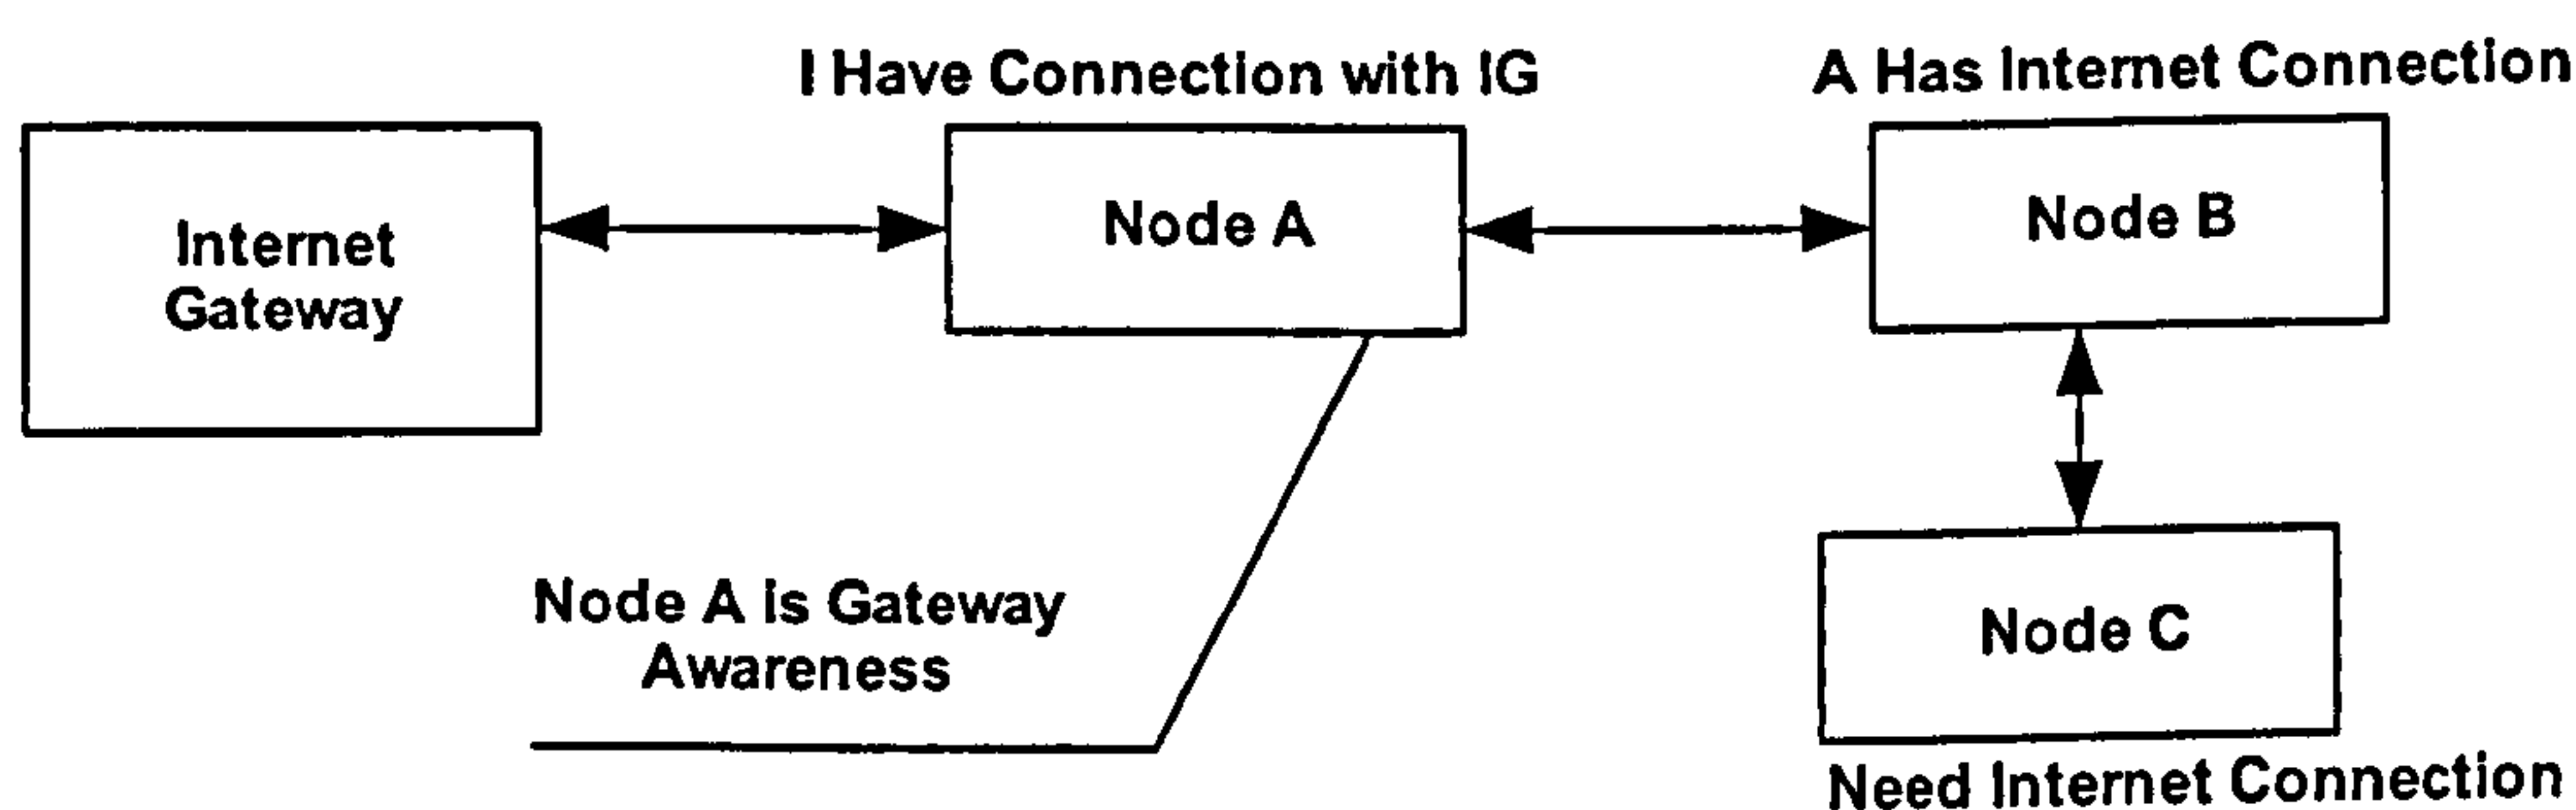 I Have Connection with IG
A Has Internet Connection
Internet
Gateway
Node A
Node B
Node A is Gateway
Awareness
Node C
Need Internet Connection